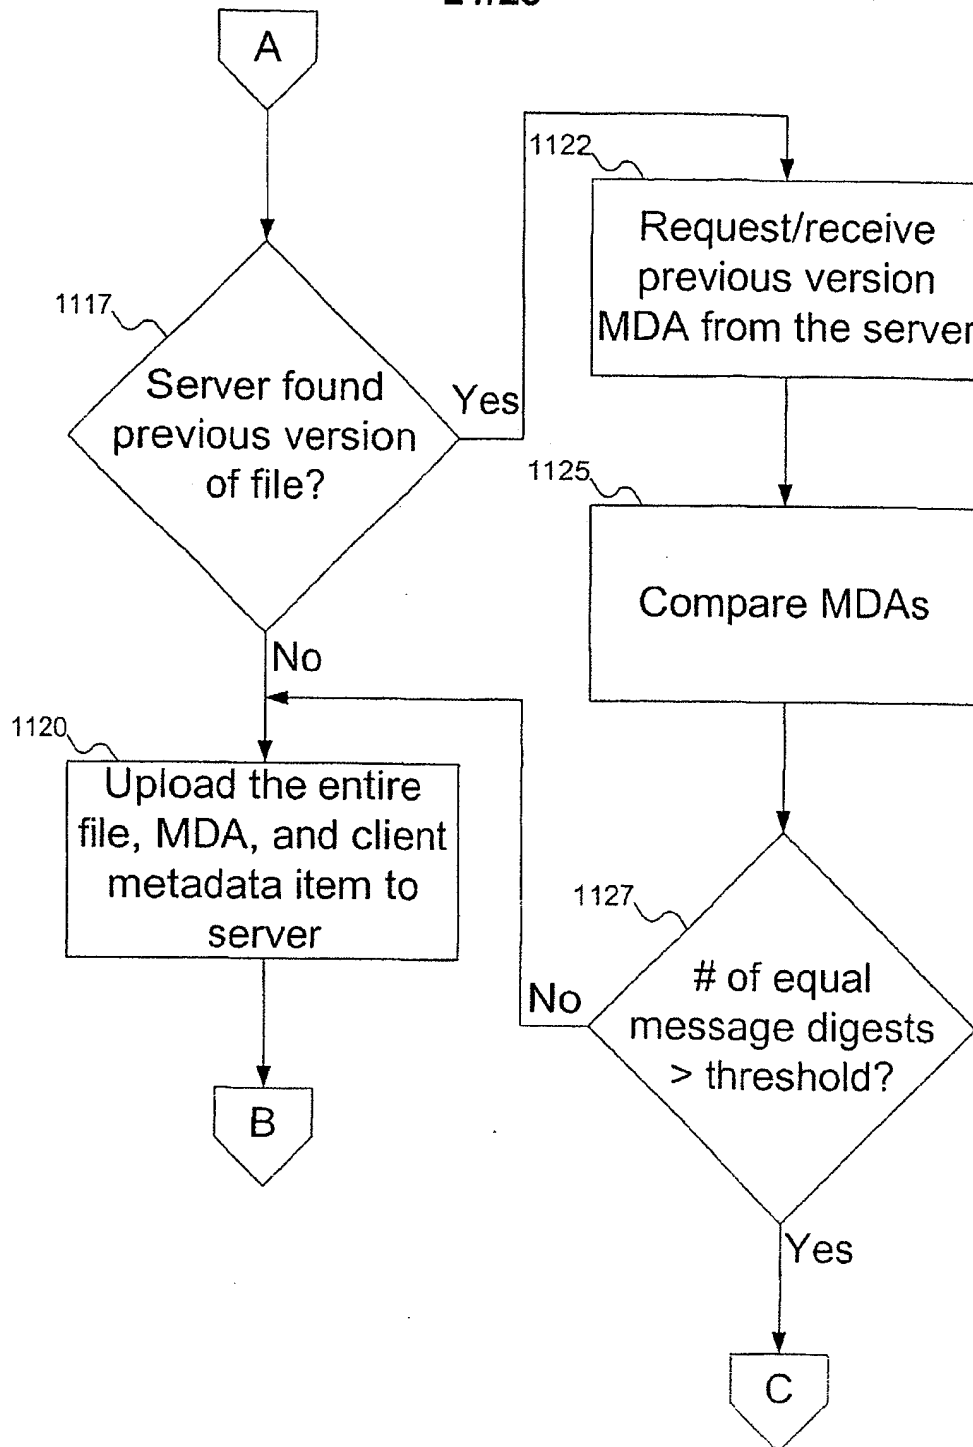 A
1122
Request/receive
previous version
MDA from the server
1117
Server found
previous version
of file?
Yes
1125
Compare MDAs
No
1120
Upload the entire
file, MDA, and client
metadata item to
server
1127
# of equal
message digests
> threshold?
No
B
Yes
C